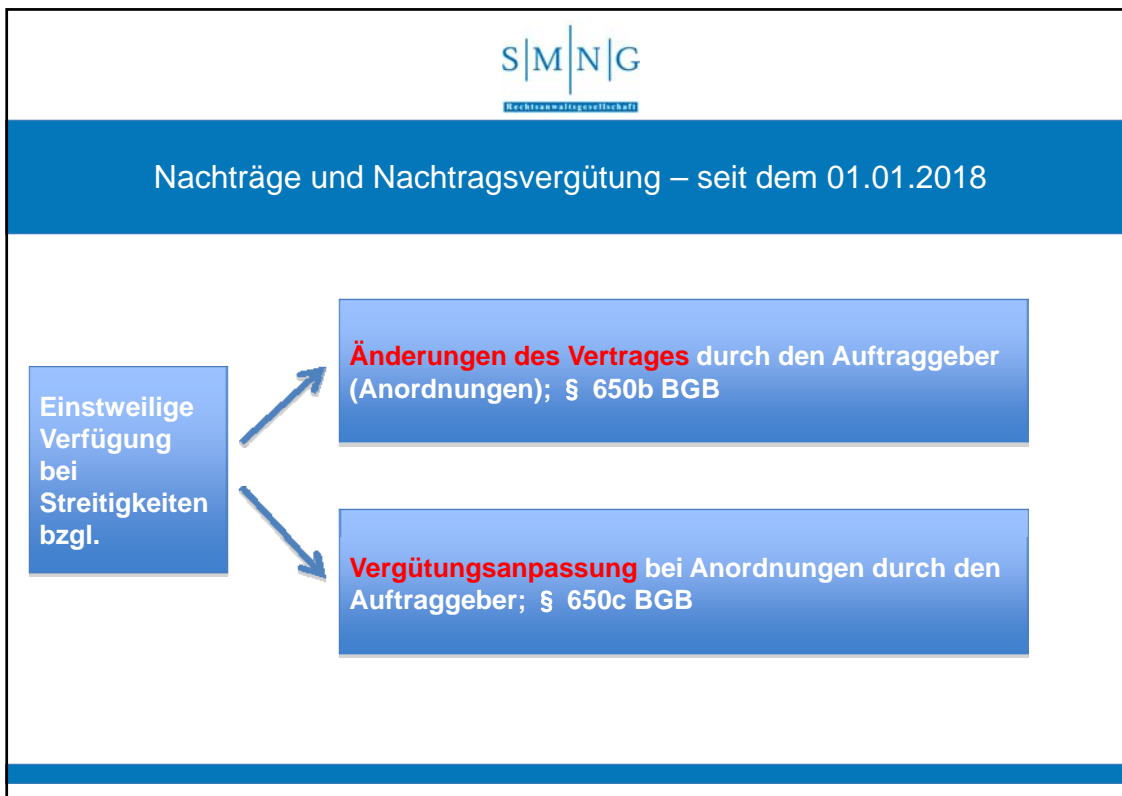 S|M|N|G
Rechtsanwaltsgesellschaft
Nachträge und Nachtragsvergütung – seit dem 01.01.2018
Einstweilige
Verfügung
bei
Streitigkeiten
bzgl.
Änderungen des Vertrages durch den Auftraggeber
(Anordnungen); § 650b BGB
Vergütungsanpassung bei Anordnungen durch den
Auftraggeber; § 650c BGB